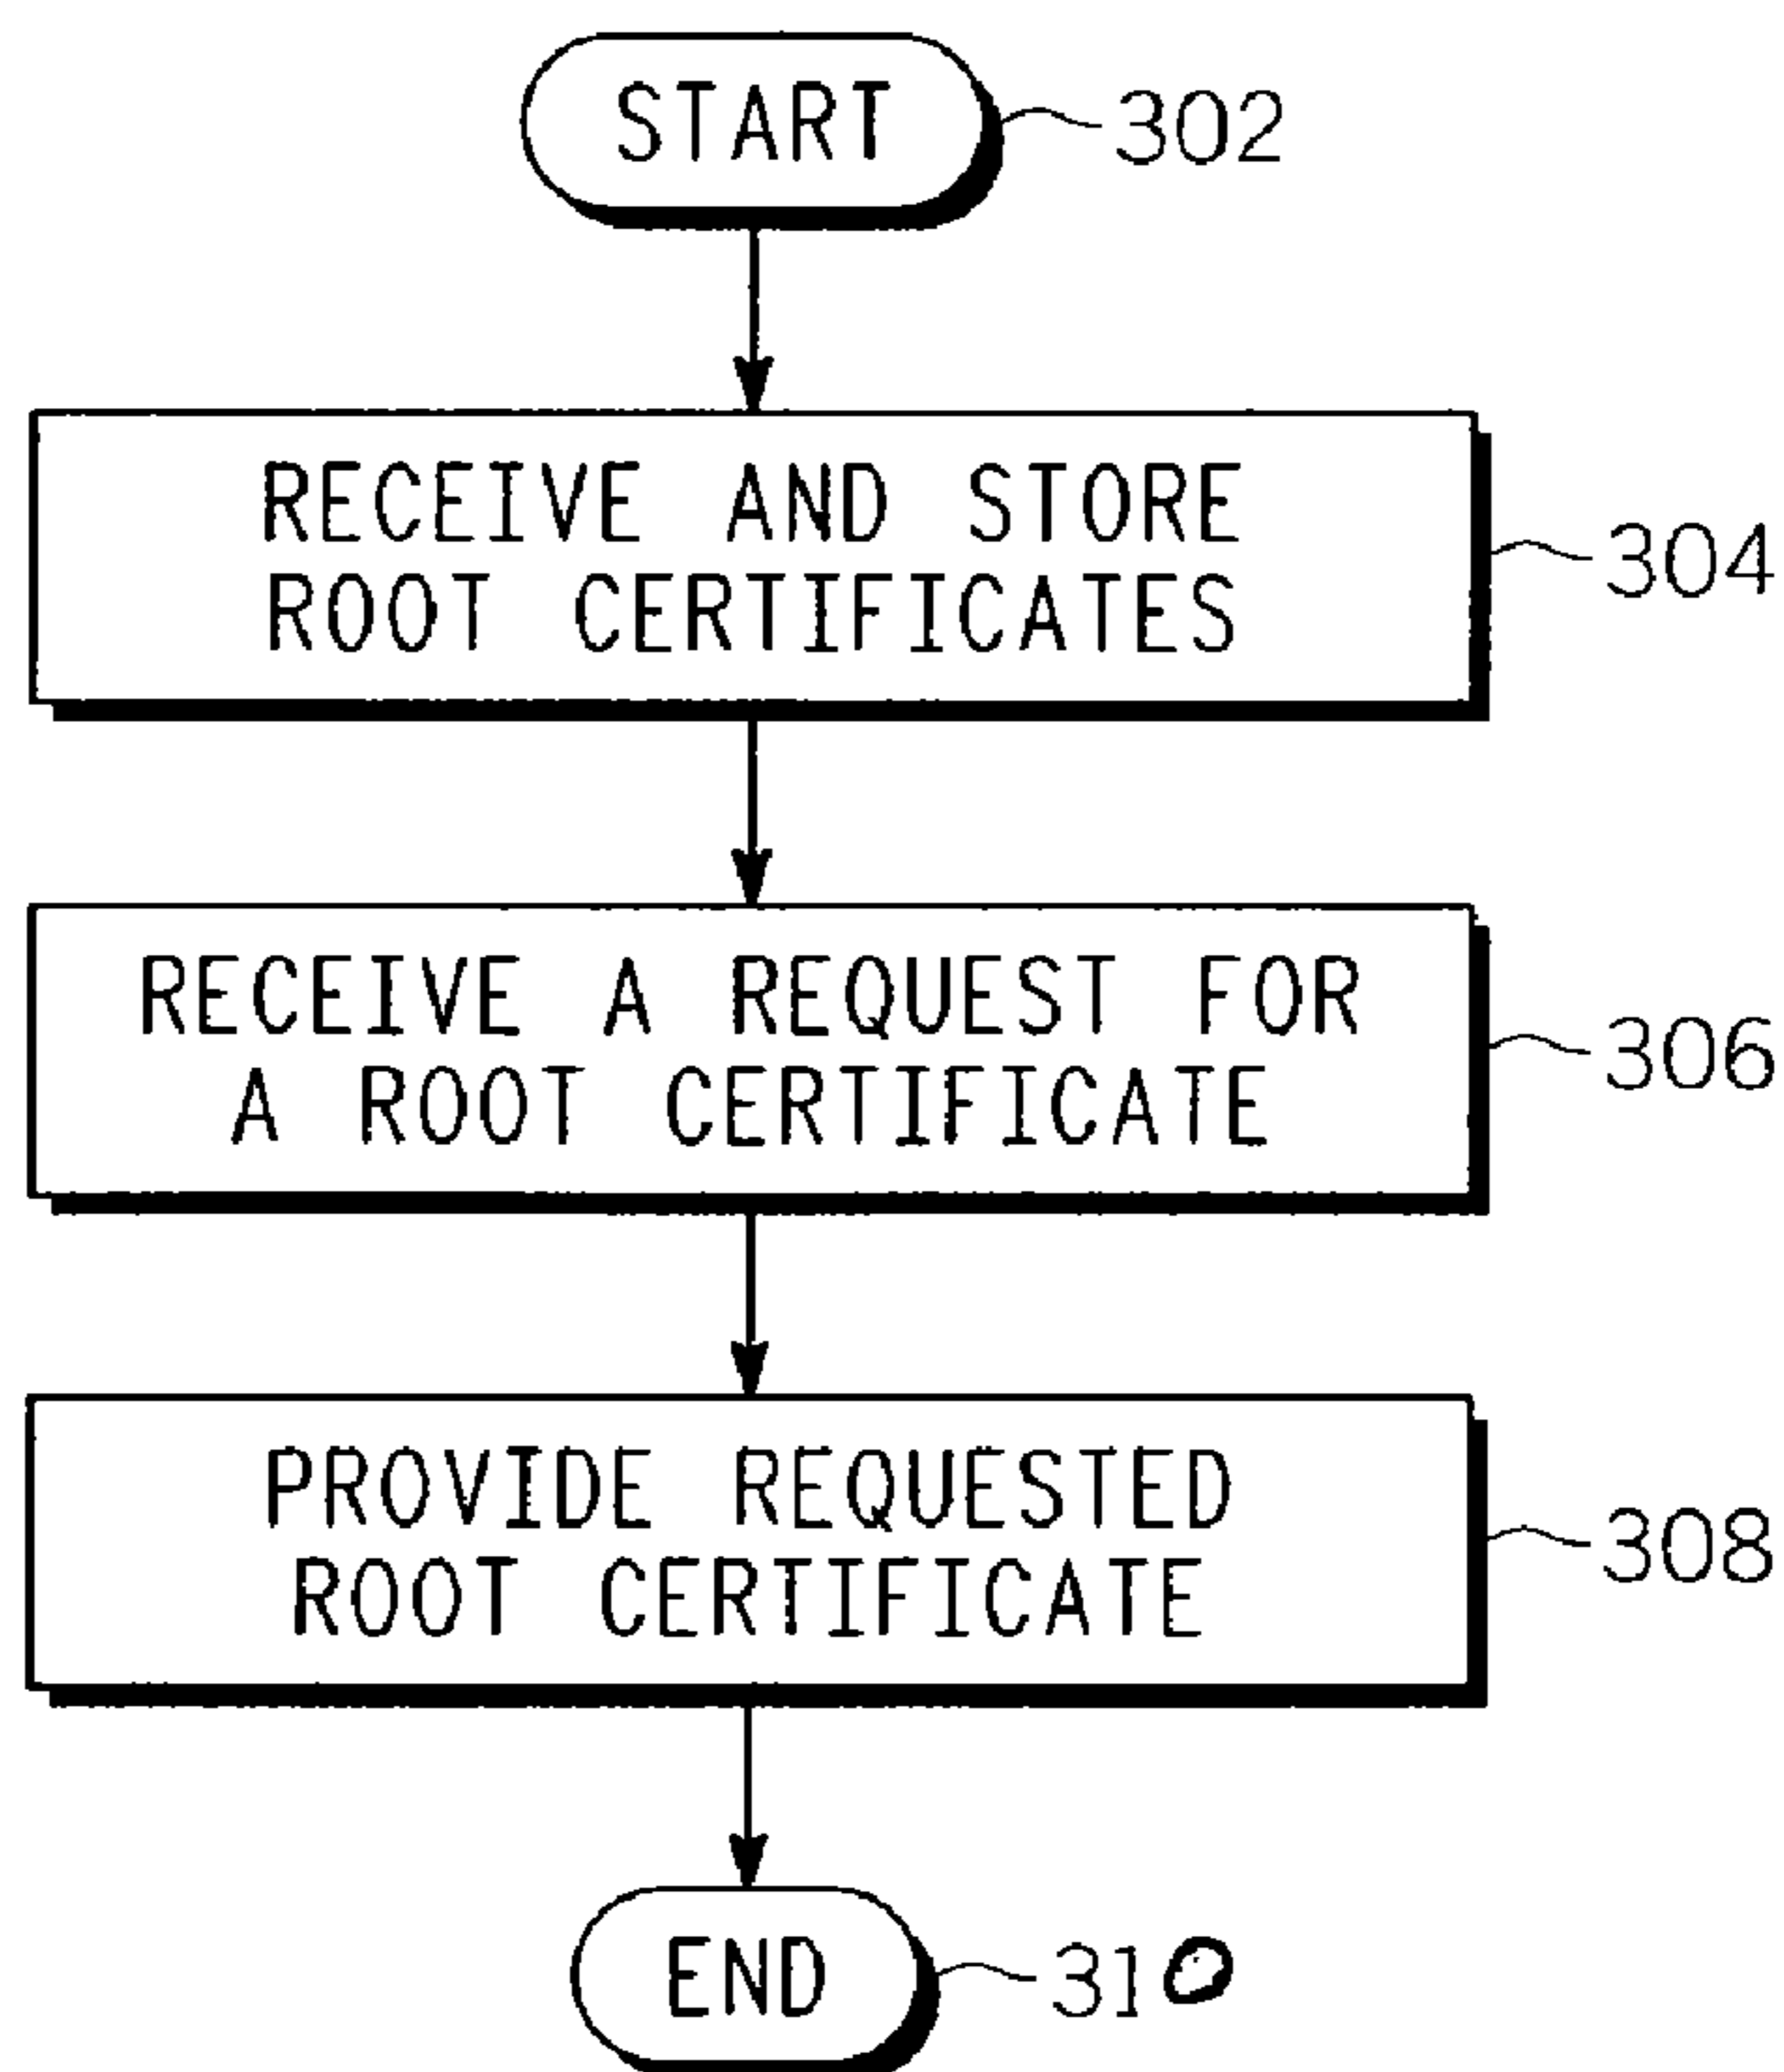 START
302
RECEIVE AND STORE
ROOT CERTIFICATES
304
RECEIVE A REQUEST FOR
A ROOT CERTIFICATE
306
PROVIDE REQUESTED
ROOT CERTIFICATE
308
END
310